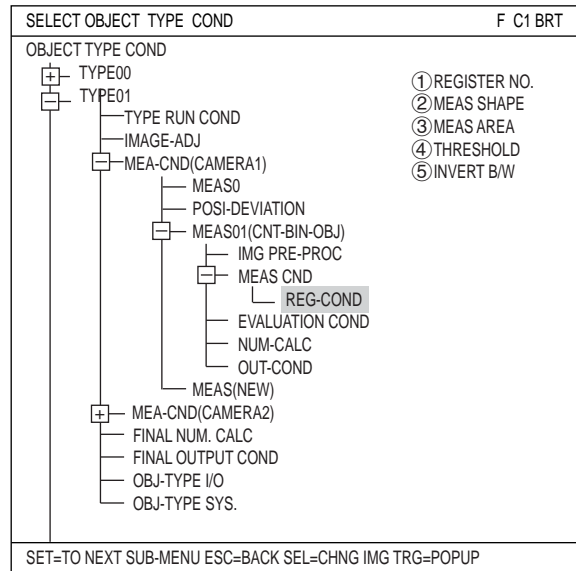 SELECT OBJECT TYPE COND F C1 BRT
OBJECT TYPE COND
TYPE00
TYPE01
TYPE RUN COND
IMAGE-ADJ
MEA-CND(CAMERA1)
MEAS0
POSI-DEVIATION
MEAS01(CNT-BIN-OBJ)
IMG PRE-PROC
MEAS CND
REG-COND
EVALUATION COND
NUM-CALC
OUT-COND
MEAS(NEW)
MEA-CND(CAMERA2)
FINAL NUM. CALC
FINAL OUTPUT COND
OBJ-TYPE I/O
OBJ-TYPE SYS.
①REGISTER NO.
②MEAS SHAPE
③MEAS AREA
④THRESHOLD
⑤INVERT B/W
SET=TO NEXT SUB-MENU ESC=BACK SEL=CHNG IMG TRG=POPUP